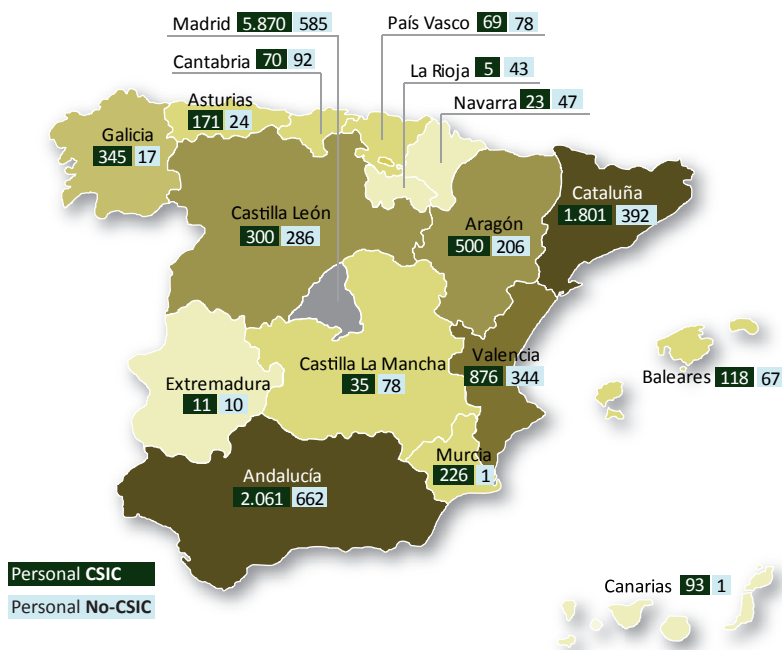 Madrid 5.870 585
País Vasco 69 78
Cantabria 70 92
La Rioja 5 43
Asturias
171 24
Navarra 23 47
Galicia
345 17
Cataluña
1.801 392
Castilla León
300 286
Aragón
500 206
Valencia
876 344
Castilla La Mancha
35 78
Baleares 118 67
Extremadura
11 10
Murcia
226 1
Andalucía
2.061 662
Personal CSIC
Personal No-CSIC
Canarias 93 1